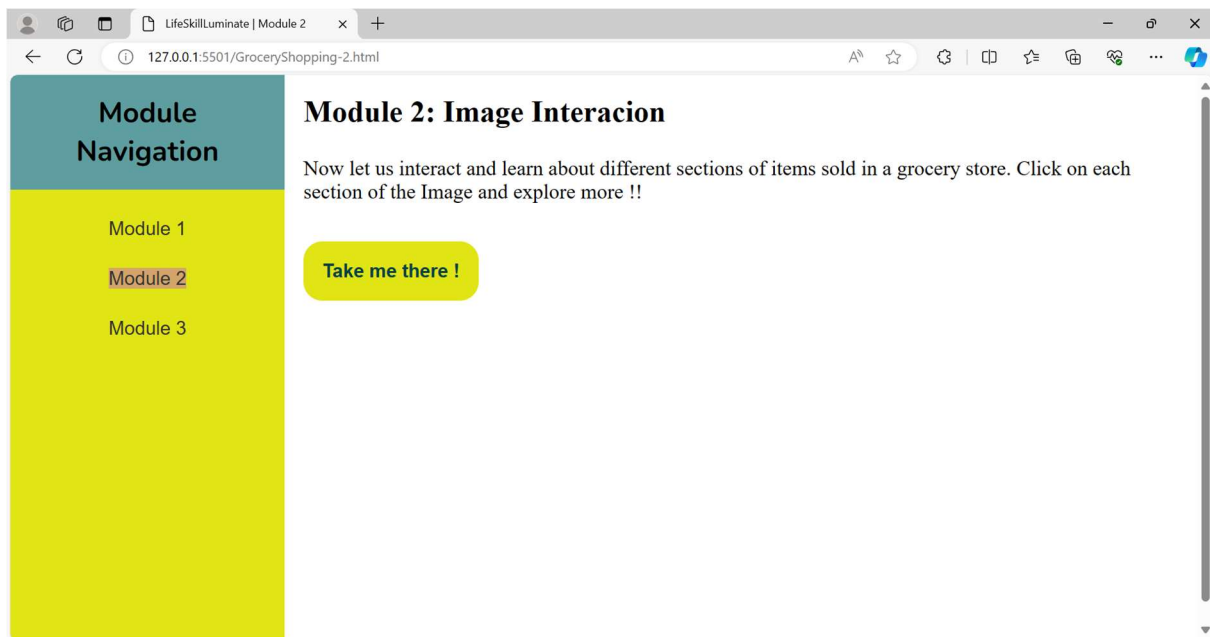 LifeSkillLuminate | Module 2
127.0.0.1:5501/GroceryShopping-2.html
Module
Navigation
Module 1
Module 2
Module 3
Module 2: Image Interacion
Now let us interact and learn about different sections of items sold in a grocery store. Click on each
section of the Image and explore more !!
Take me there !